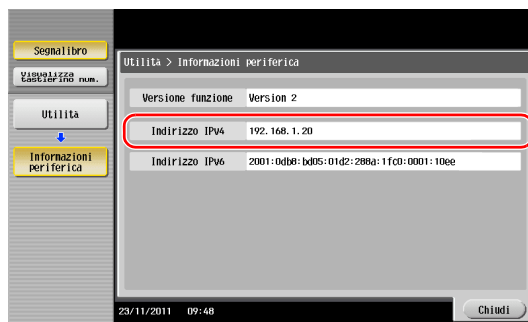 Segnalibro
Visualizza
tastierino num.
Utilità
Informazioni
periferica
Utilità > Informazioni periferica
Versione funzione Version 2
Indirizzo IPv4 192.168.1.20
Indirizzo IPv6 2001:0db8:bd05:01d2:288a:1fc0:0001:10ee
23/11/2011 09:48
Chiudi